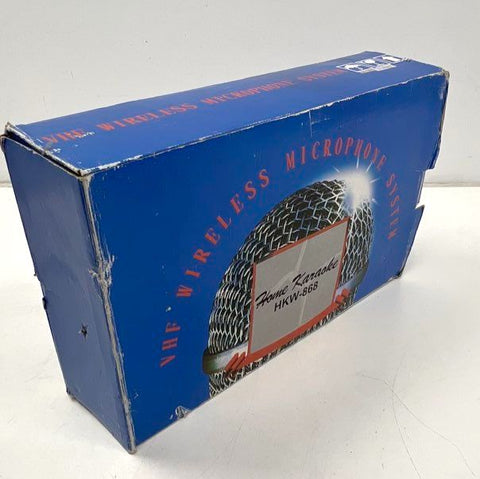 VHF WIRELESS MICROPHONE SYSTEM
VHF WIRELESS MICROPHONE SYSTEM
Home Karaoke
HKW-868